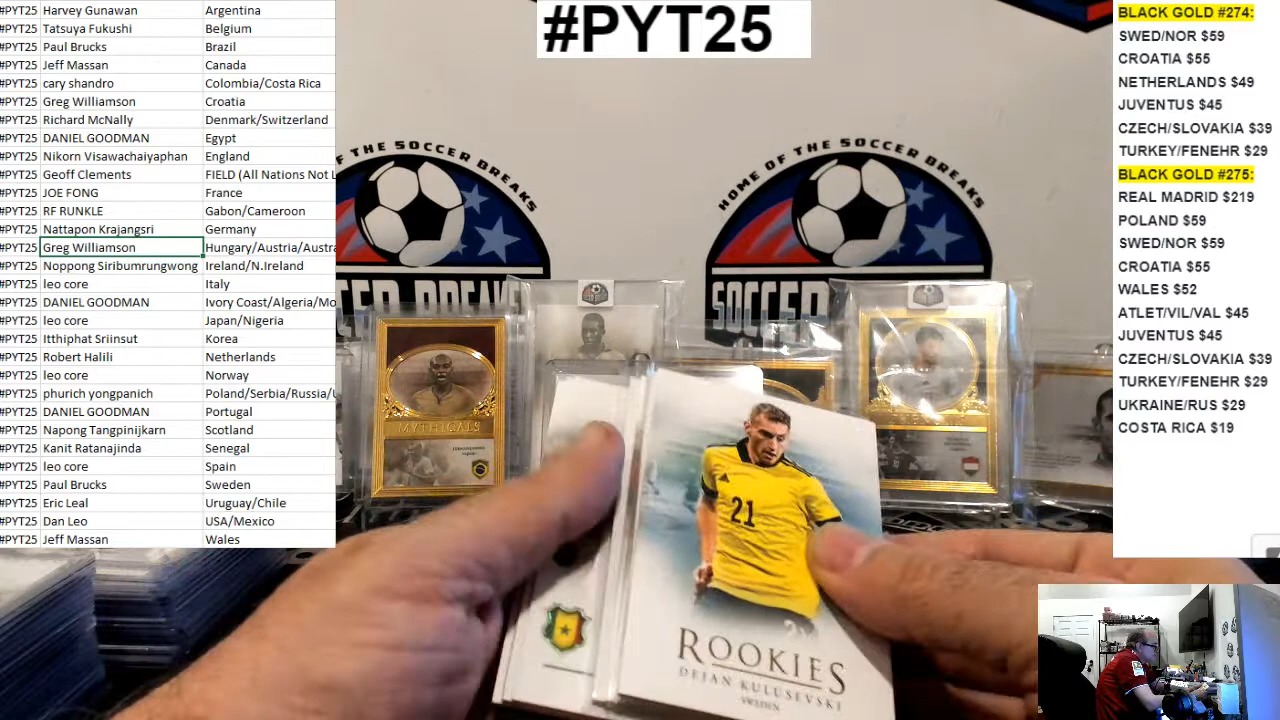 #PYT25 Harvey Gunawan Argentina
#PYT25 Tatsuya Fukushi Belgium
#PYT25 Paul Brucks Brazil
#PYT25 Jeff Massan Canada
#PYT25 cary shandro Colombia/Costa Rica
#PYT25 Greg Williamson Croatia
#PYT25 Richard McNally Denmark/Switzerland
#PYT25 DANIEL GOODMAN Egypt
#PYT25 Nikorn Visawachaiyaphan England
#PYT25 Geoff Clements FIELD (All Nations Not L
#PYT25 JOE FONG France
#PYT25 RF RUNKLE Gabon/Cameroon
#PYT25 Nattapon Krajangsri Germany
#PYT25 Greg Williamson Hungary/Austria/Austra
#PYT25 Noppong Siribumrungwong Ireland/N.Ireland
#PYT25 leo core Italy
#PYT25 DANIEL GOODMAN Ivory Coast/Algeria/Mo
#PYT25 leo core Japan/Nigeria
#PYT25 Itthiphat Sriinsut Korea
#PYT25 Robert Halili Netherlands
#PYT25 leo core Norway
#PYT25 phurich yongpanich Poland/Serbia/Russia/U
#PYT25 DANIEL GOODMAN Portugal
#PYT25 Napong Tangpinijkarn Scotland
#PYT25 Kanit Ratanajinda Senegal
#PYT25 leo core Spain
#PYT25 Paul Brucks Sweden
#PYT25 Eric Leal Uruguay/Chile
#PYT25 Dan Leo USA/Mexico
#PYT25 Jeff Massan Wales
#PYT25
OF THE SOCCER BREAKS
SOCCER BREAKS
HOME OF THE SOCCER BREAKS
SOCCER
MYTHICALS
21
ROOKIES
DEJAN KULUSEVSKI
SWEDEN
BLACK GOLD #274:
SWED/NOR $59
CROATIA $55
NETHERLANDS $49
JUVENTUS $45
CZECH/SLOVAKIA $39
TURKEY/FENEHR $29
BLACK GOLD #275:
REAL MADRID $219
POLAND $59
SWED/NOR $59
CROATIA $55
WALES $52
ATLET/VIL/VAL $45
JUVENTUS $45
CZECH/SLOVAKIA $39
TURKEY/FENEHR $29
UKRAINE/RUS $29
COSTA RICA $19